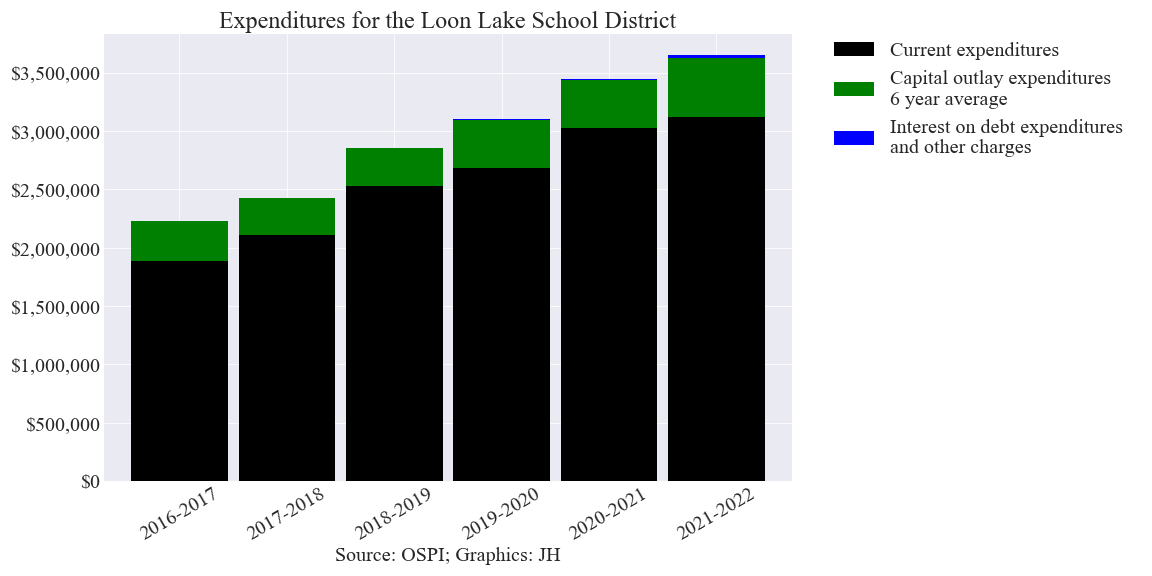 Expenditures for the Loon Lake School District
Current expenditures
Capital outlay expenditures
6 year average
Interest on debt expenditures
and other charges
$3,500,000
$3,000,000
$2,500,000
$2,000,000
$1,500,000
$1,000,000
$500,000
$0
2016-2017
2017-2018
2018-2019
2019-2020
2020-2021
2021-2022
Source: OSPI; Graphics: JH